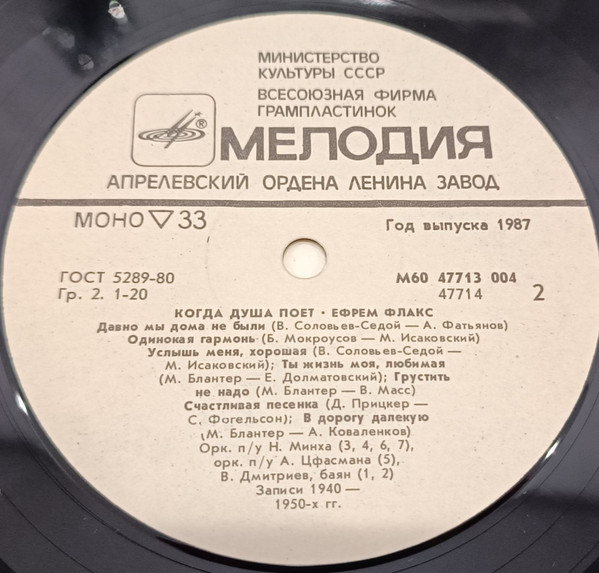 МИНИСТЕРСТВО
КУЛЬТУРЫ СССР
ВСЕСОЮЗНАЯ ФИРМА
ГРАМПЛАСТИНОК
®
МЕЛОДИЯ
АПРЕЛЕВСКИЙ ОРДЕНА ЛЕНИНА ЗАВОД
МОНО ▽ 33
Год выпуска 1987
ГОСТ 5289-80
Гр. 2. 1-20
М60 47713 004
47714
2
КОГДА ДУША ПОЕТ · ЕФРЕМ ФЛАКС
Давно мы дома не были (В. Соловьев-Седой — А. Фатьянов)
Одинокая гармонь (Б. Мокроусов — М. Исаковский)
Услышь меня, хорошая (В. Соловьев-Седой —
М. Исаковский); Ты жизнь моя, любимая
(М. Блантер — Е. Долматовский); Грустить
не надо (М. Блантер — В. Масс)
Счастливая песенка (Д. Прицкер —
С. Фогельсон); В дорогу далекую
(М. Блантер — А. Коваленков)
Орк. п/у Н. Минха (3, 4, 6, 7),
орк. п/у А. Цфасмана (5),
В. Дмитриев, баян (1, 2)
Записи 1940 —
1950-х гг.